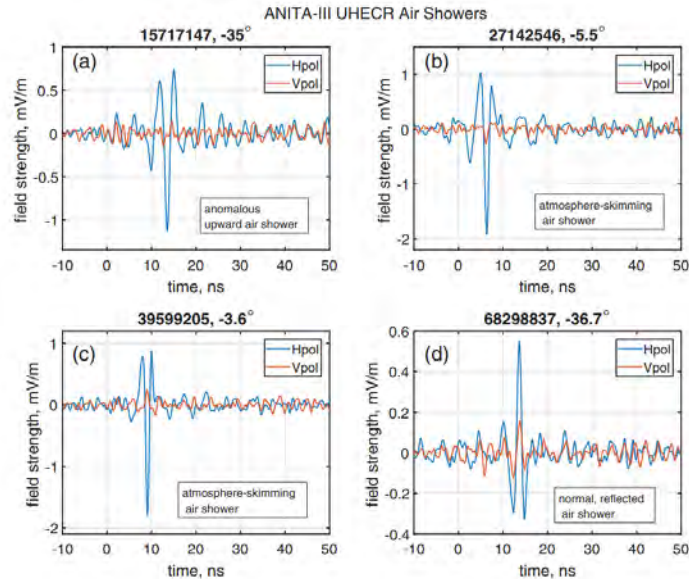 ANITA-III UHECR Air Showers
15717147, -35°
(a)
Hpol
Vpol
1
0.5
0
-0.5
-1
field strength, mV/m
anomalous
upward air shower
-10 0 10 20 30 40 50
time, ns
27142546, -5.5°
(b)
Hpol
Vpol
1
0
-1
-2
field strength, mV/m
atmosphere-skimming
air shower
-10 0 10 20 30 40 50
time, ns
39599205, -3.6°
(c)
Hpol
Vpol
1
0
-1
-2
field strength, mV/m
atmosphere-skimming
air shower
-10 0 10 20 30 40 50
time, ns
68298837, -36.7°
(d)
Hpol
Vpol
0.6
0.4
0.2
0
-0.2
-0.4
field strength, mV/m
normal, reflected
air shower
-10 0 10 20 30 40 50
time, ns